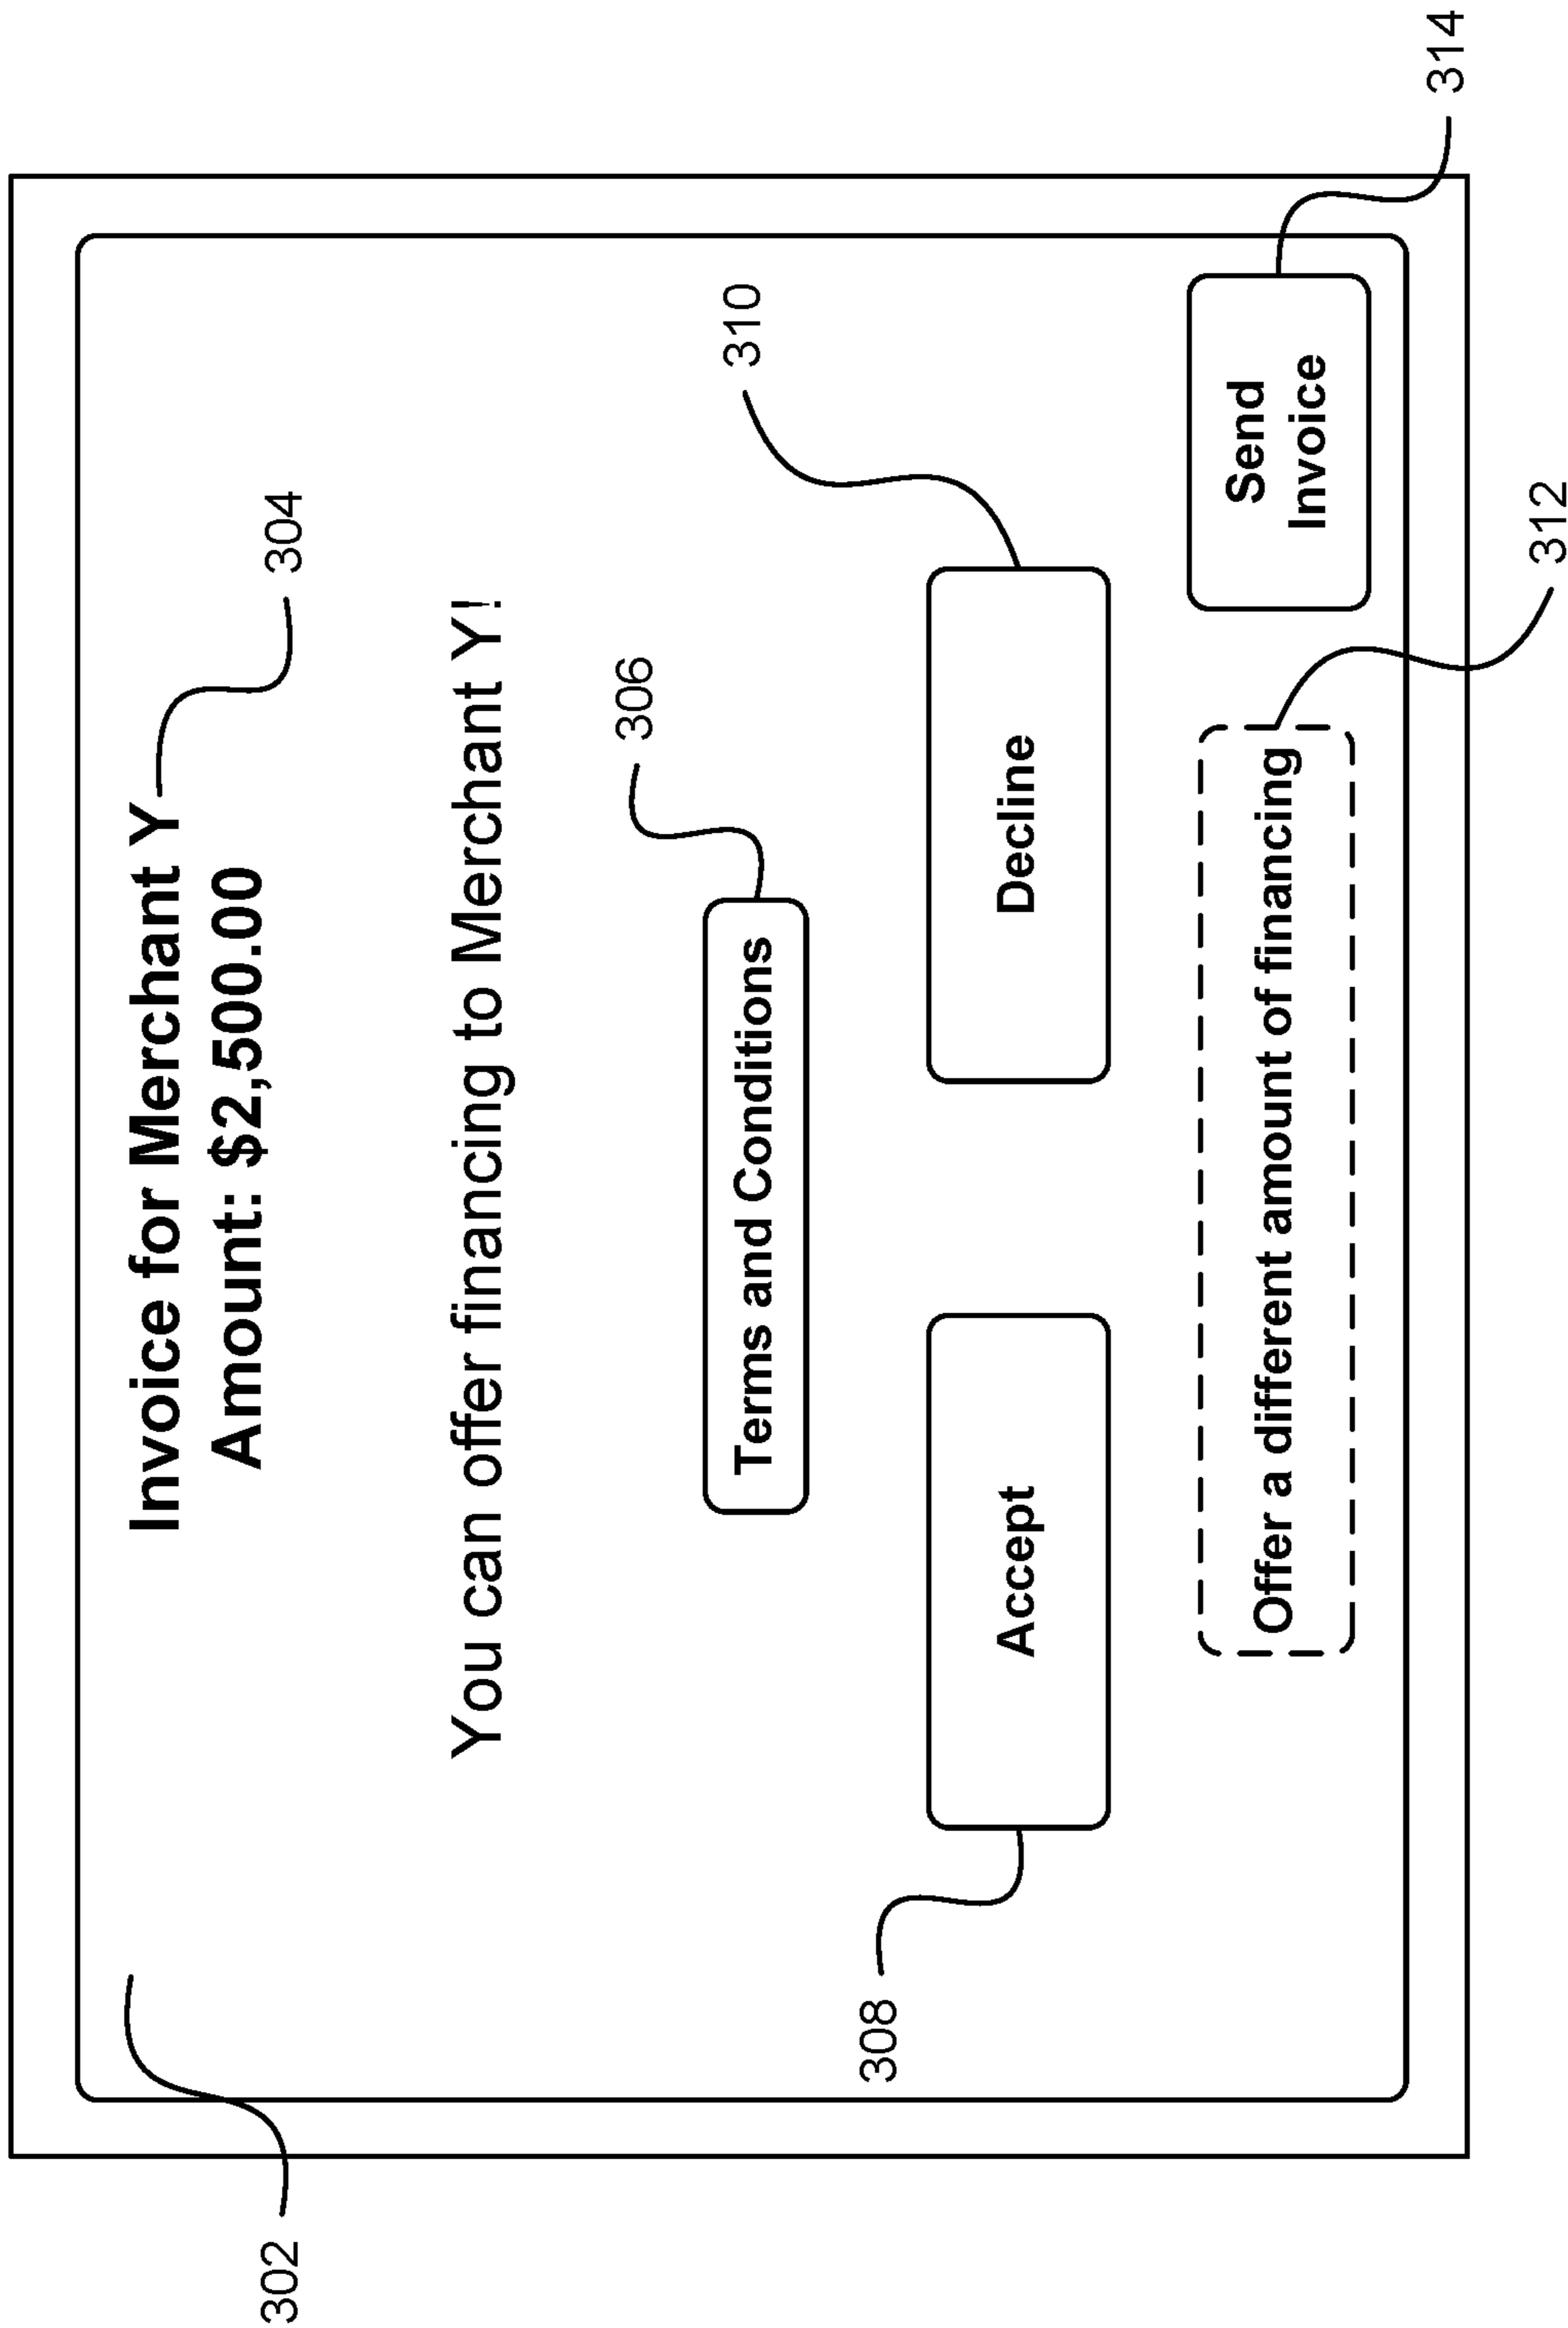 Invoice for Merchant Y
Amount: $2,500.00
304
302
You can offer financing to Merchant Y!
306
310
Terms and Conditions
308
Accept
Decline
Offer a different amount of financing
Send
Invoice
314
312